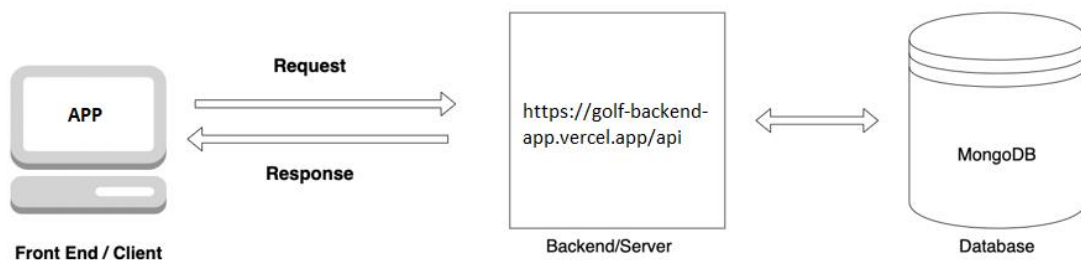 Request
APP
https://golf-backend-
app.vercel.app/api
Response
MongoDB
Front End / Client
Backend/Server
Database